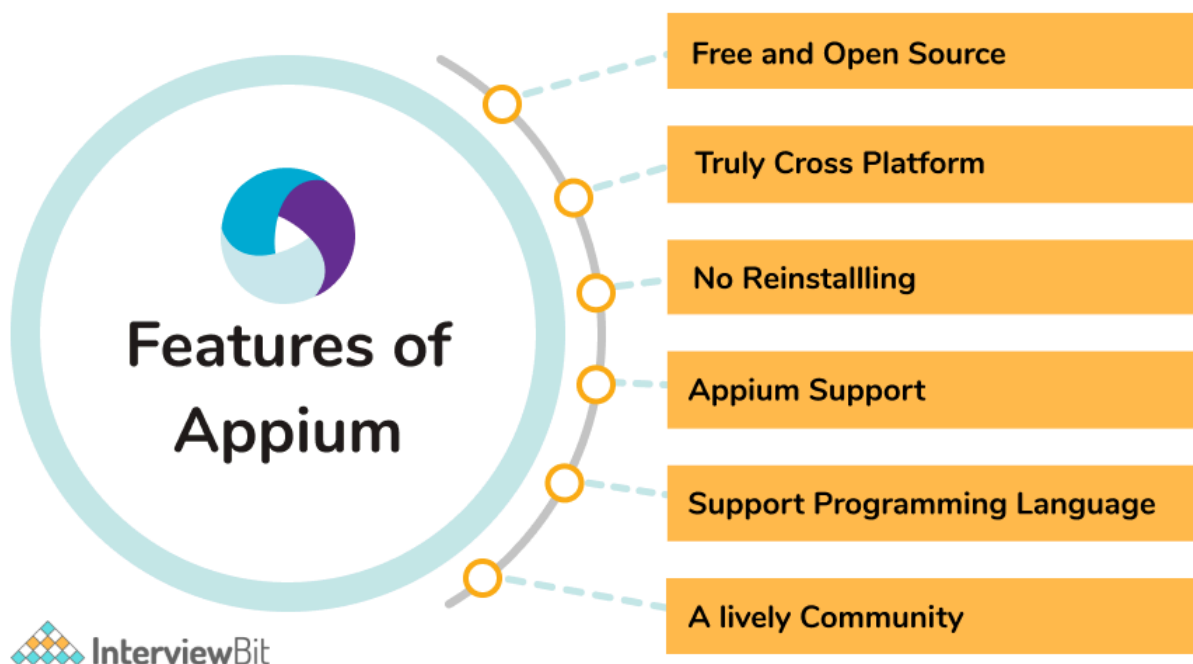 Features of
Appium
Free and Open Source
Truly Cross Platform
No Reinstallling
Appium Support
Support Programming Language
A lively Community
InterviewBit